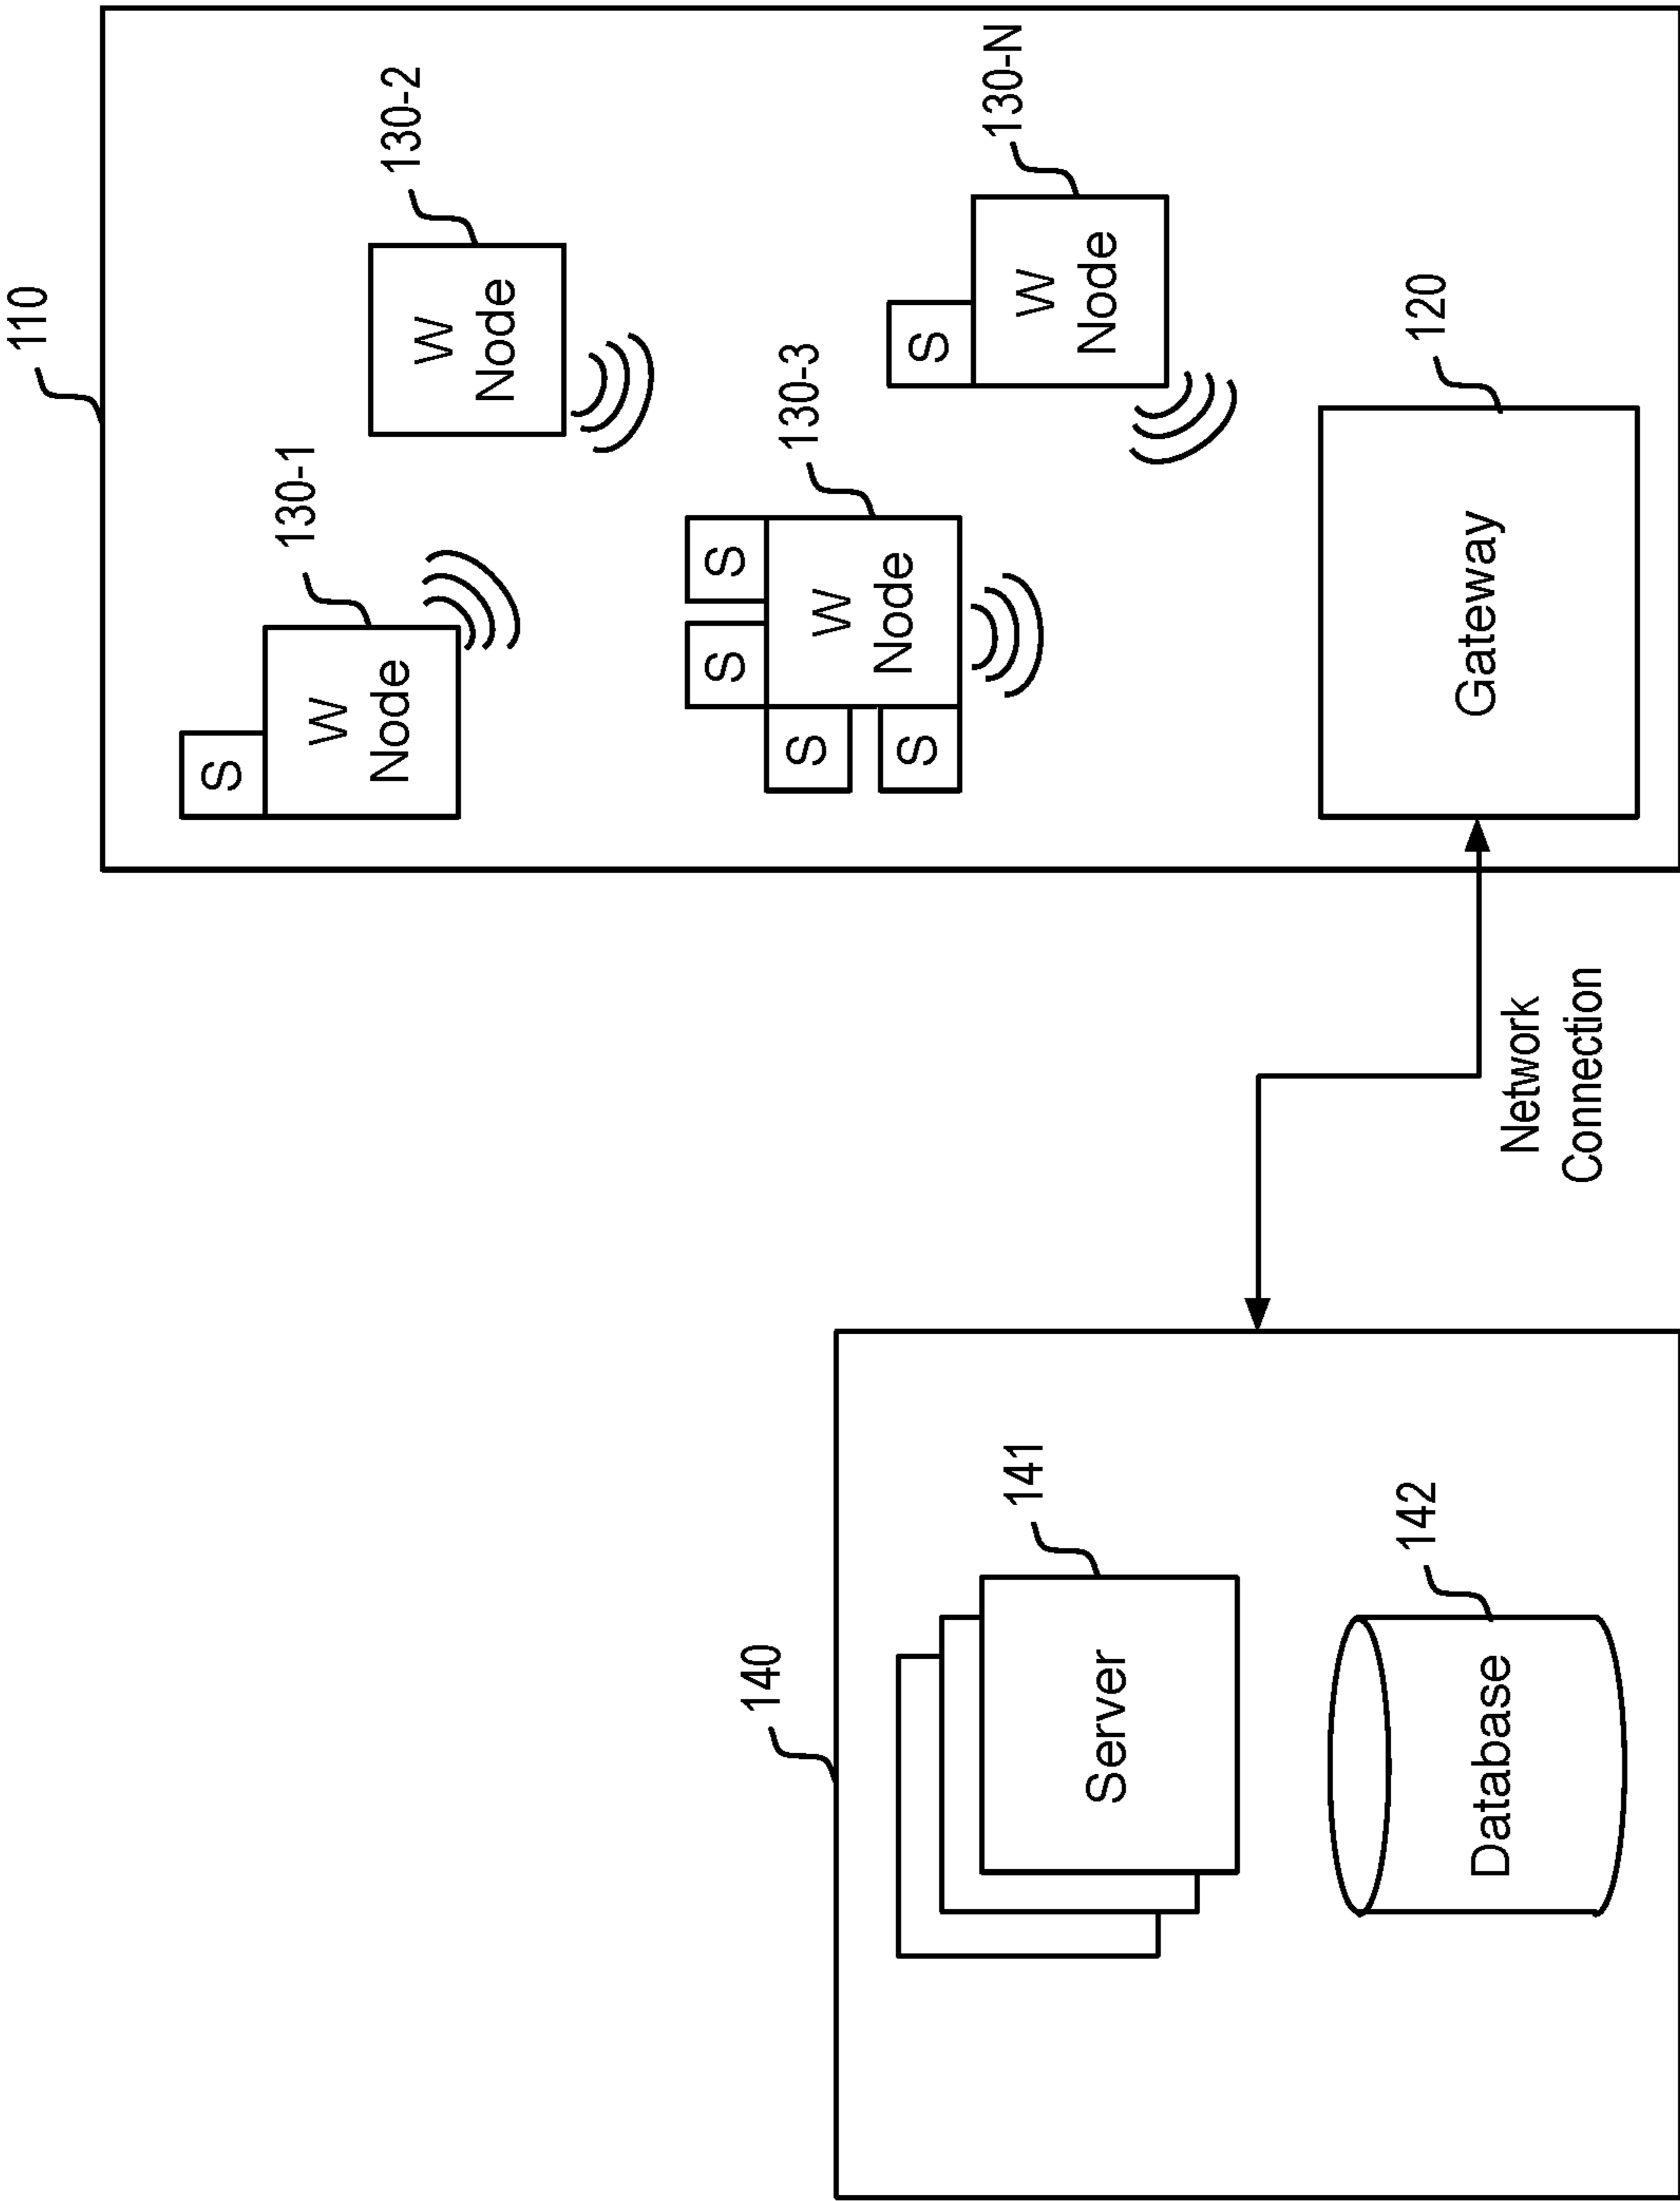 110
130-1
130-2
S
W
Node
W
Node
130-3
130-N
S
S
S
S
W
Node
S
W
Node
120
Gateway
Network
Connection
140
141
Server
142
Database